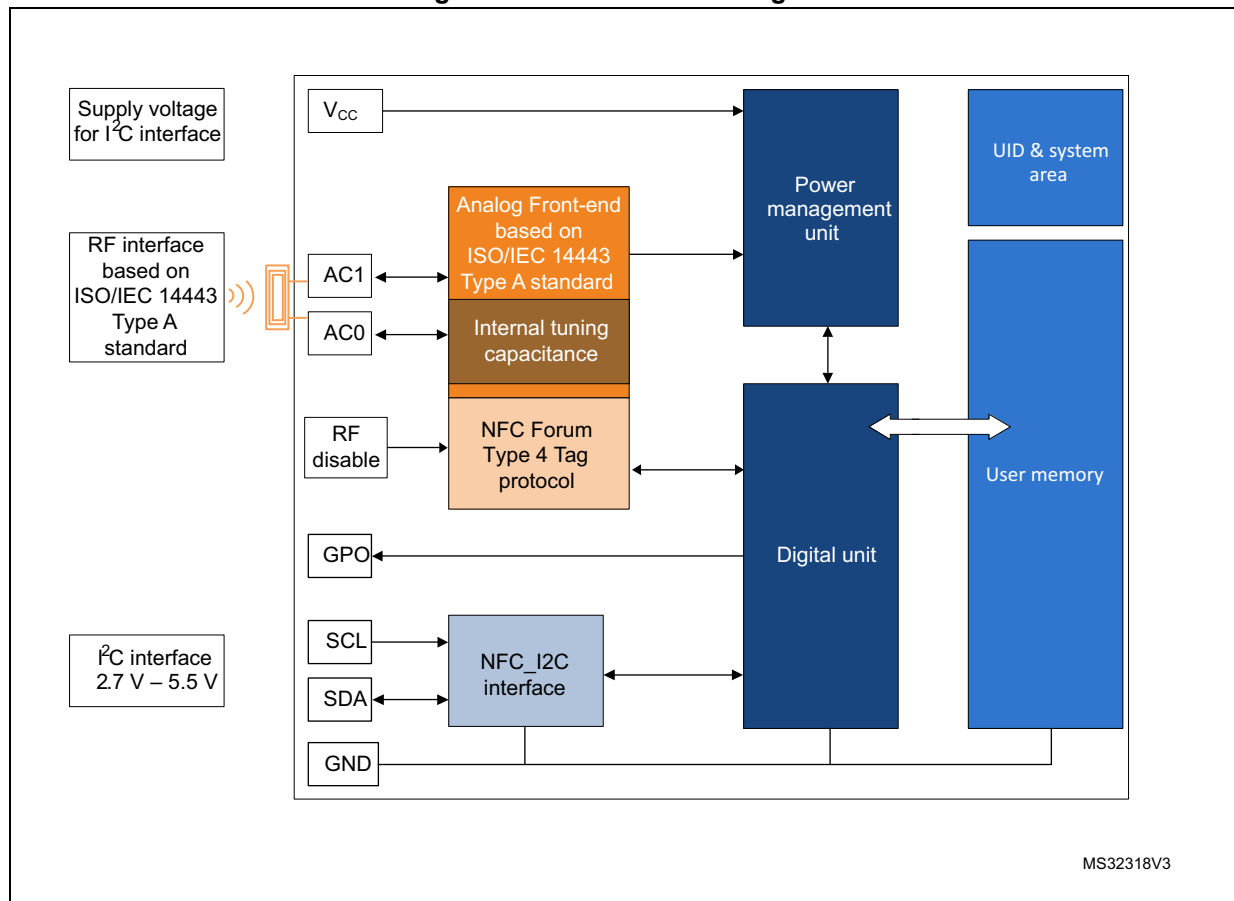 Supply voltage
for I²C interface
V_CC
Power
management
unit
UID & system
area
RF interface
based on
ISO/IEC 14443
Type A
standard
AC1
AC0
Analog Front-end
based on
ISO/IEC 14443
Type A standard
Internal tuning
capacitance
RF
disable
NFC Forum
Type 4 Tag
protocol
User memory
GPO
Digital unit
I²C interface
2.7 V – 5.5 V
SCL
SDA
NFC_I2C
interface
GND
MS32318V3